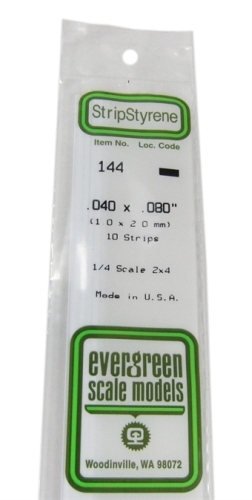 StripStyrene
Item No. Loc. Code
144
.040 x .080"
(1 0 x 2 0 mm)
10 Strips
1/4 Scale 2x4
Made in U.S.A.
evergreen
scale models
Woodinville, WA 98072